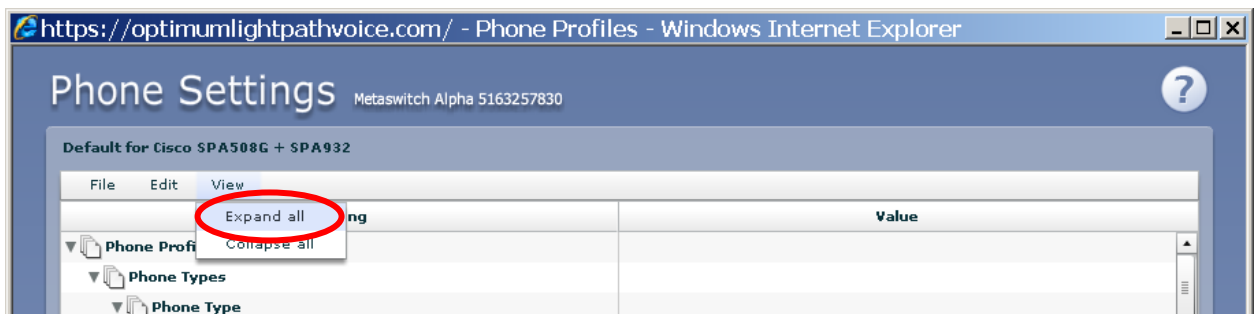 https://optimumlightpathvoice.com/ - Phone Profiles - Windows Internet Explorer
Phone Settings Metaswitch Alpha 5163257830
?
Default for Cisco SPA508G + SPA932
File Edit View
Expand all
ng
Value
Phone Profi
Collapse all
Phone Types
Phone Type